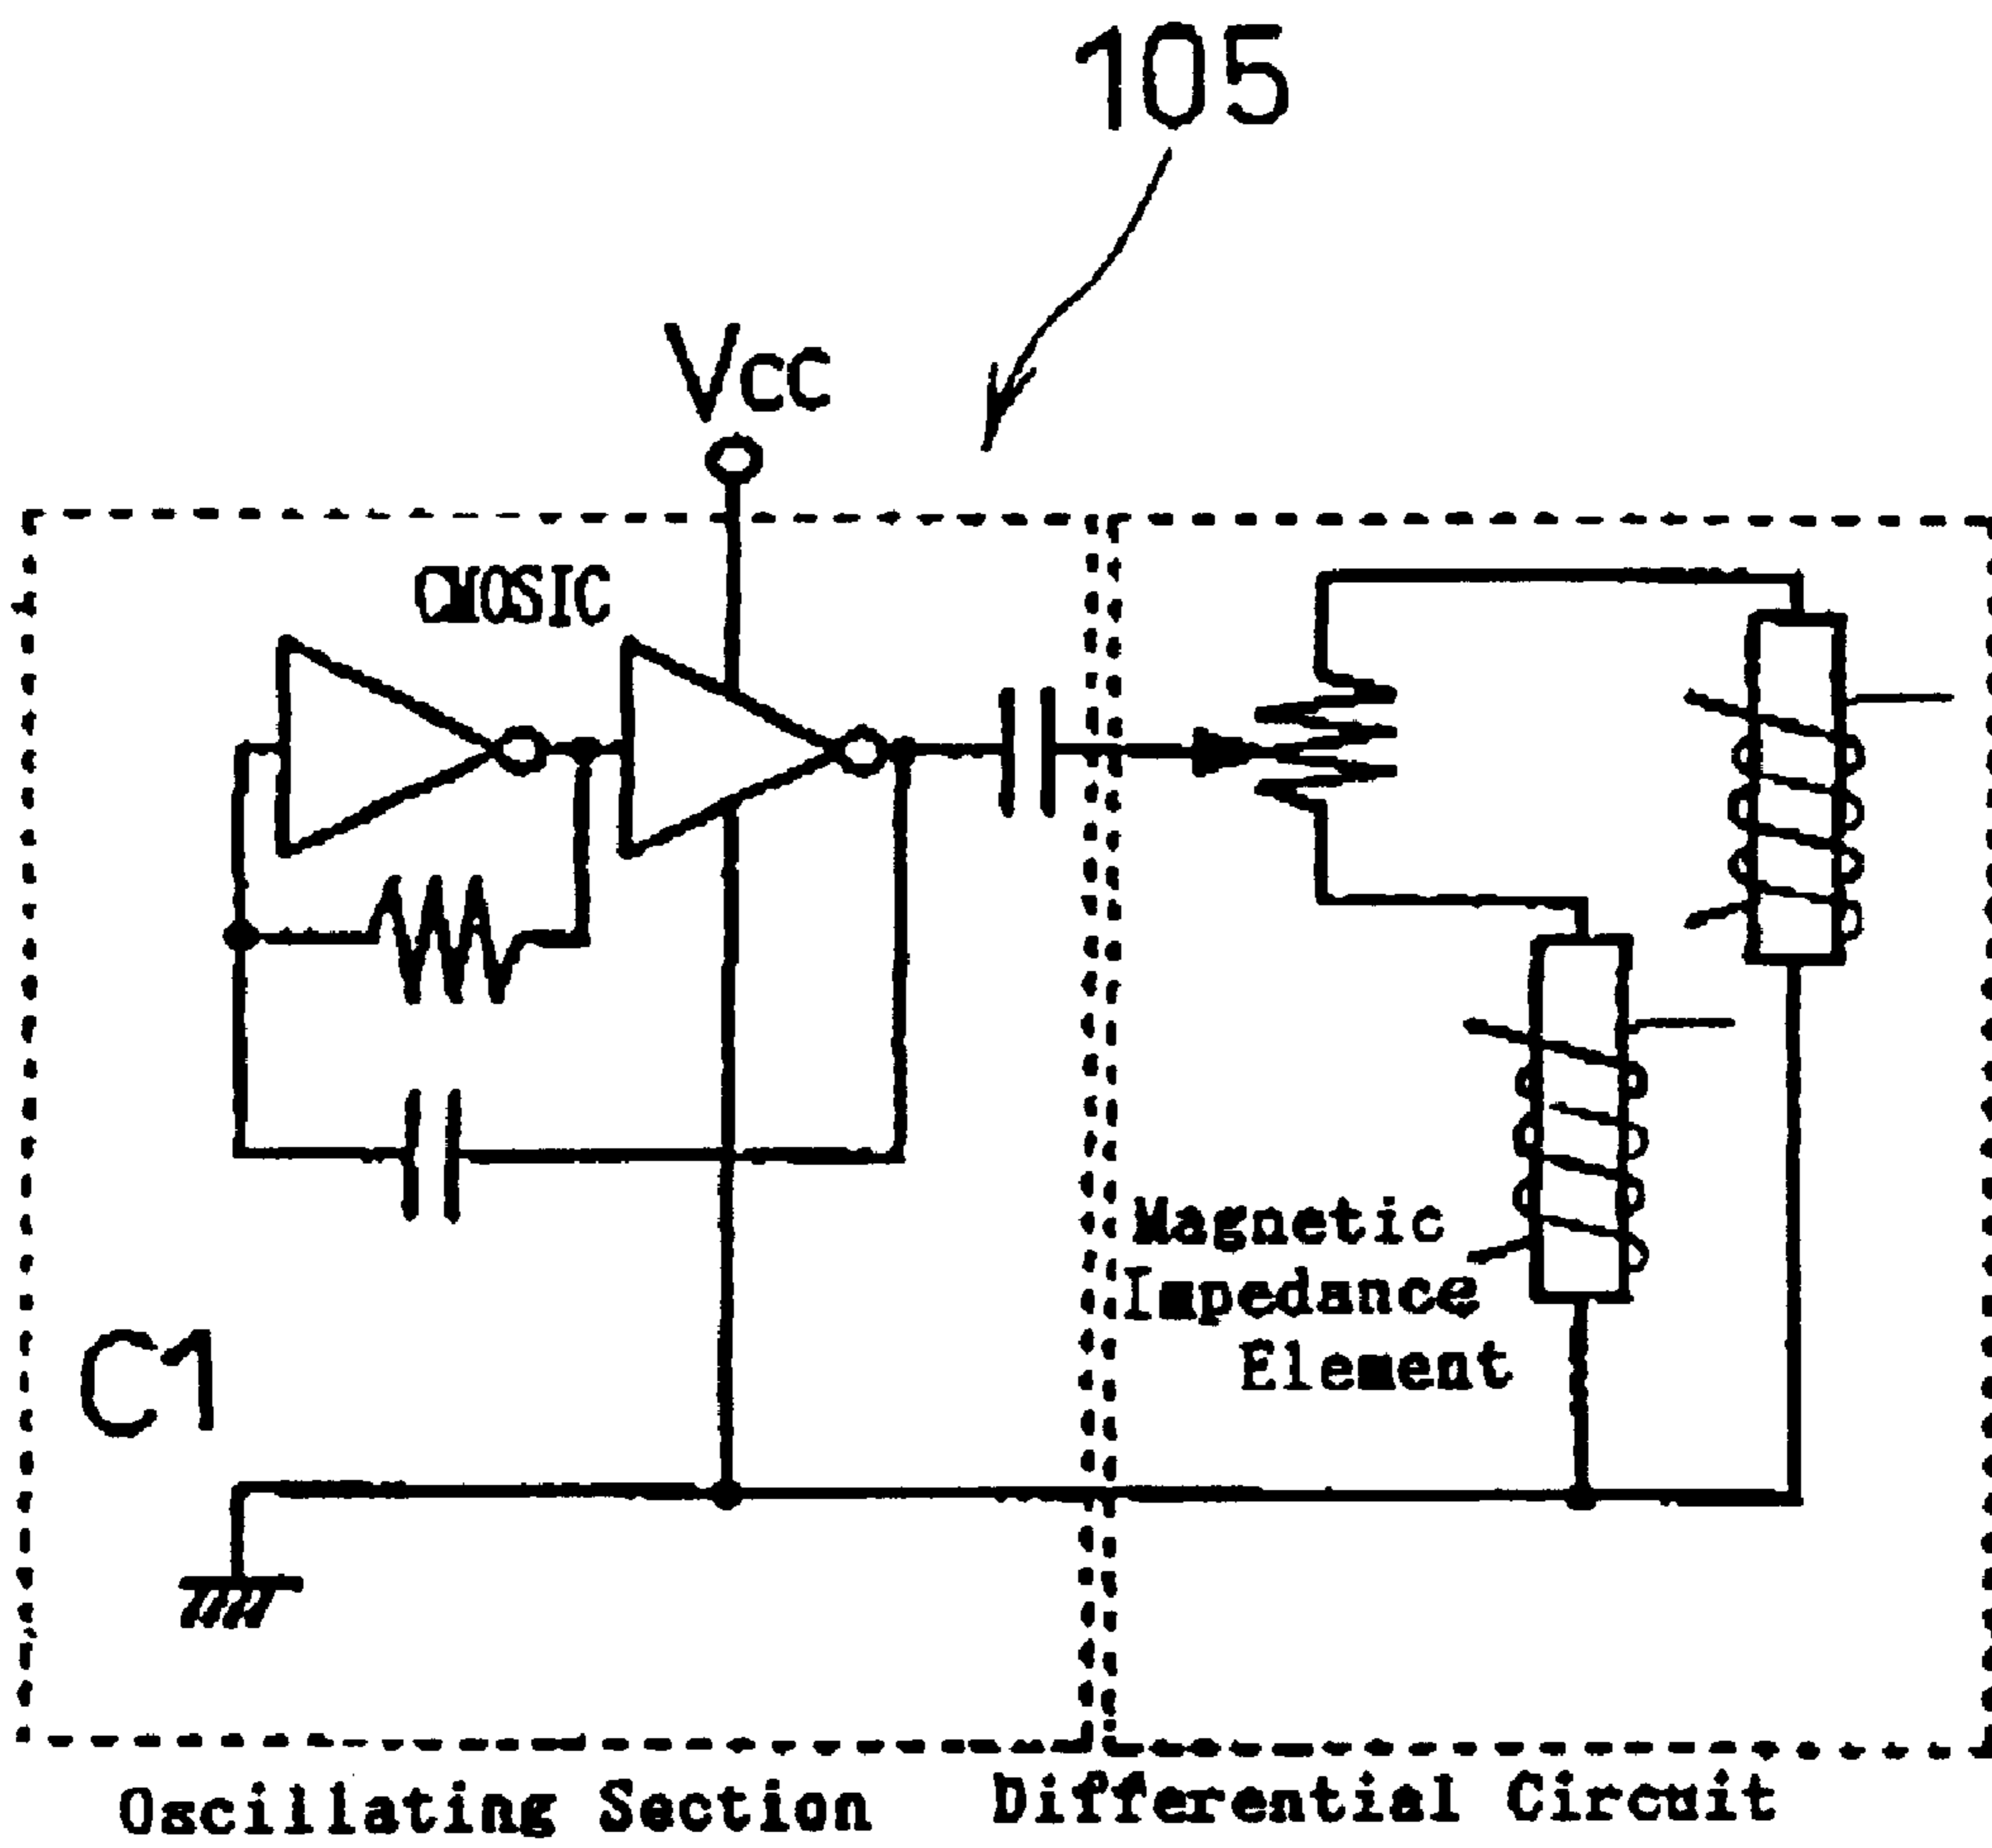 105
Vcc
CMOSIC
Magnetic
Impedance
Element
C1
Oscillating Section
Differential Circuit